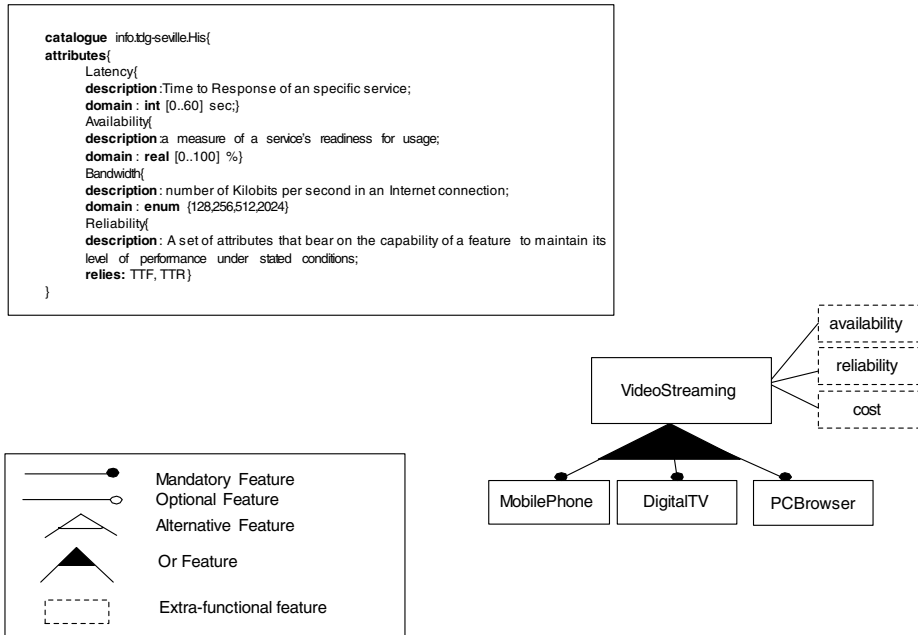 catalogue info.tdg-seville.His{
attributes{
Latency{
description:Time to Response of an specific service;
domain: int [0..60] sec;}
Availability{
description:a measure of a service's readiness for usage;
domain: real [0..100] %}
Bandwidth{
description: number of Kilobits per second in an Internet connection;
domain: enum {128,256,512,2024}
Reliability{
description: A set of attributes that bear on the capability of a feature to maintain its
level of performance under stated conditions;
relies: TTF, TTR}
}
availability
reliability
cost
VideoStreaming
MobilePhone
DigitalTV
PCBrowser
Mandatory Feature
Optional Feature
Alternative Feature
Or Feature
Extra-functional feature